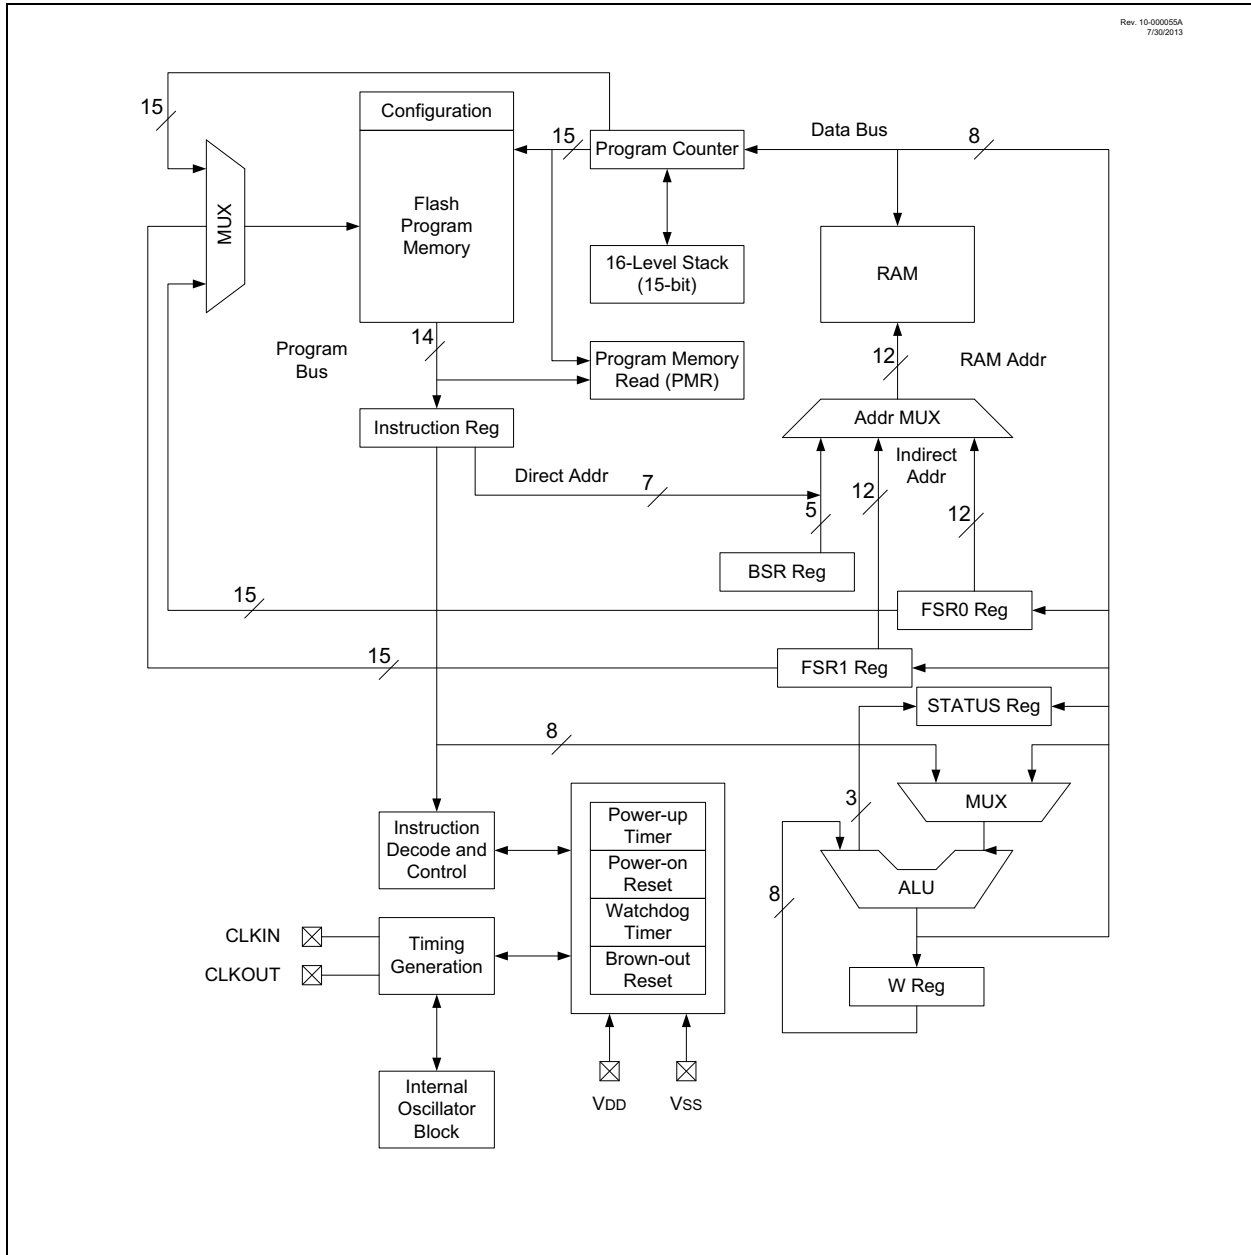 Rev. 10-000055A
7/30/2013
15
Configuration
15
Program Counter
Data Bus
8
MUX
Flash
Program
Memory
16-Level Stack
(15-bit)
RAM
Program
Bus
14
Program Memory
Read (PMR)
12
RAM Addr
Instruction Reg
Addr MUX
Direct Addr
7
Indirect
Addr
5
12
12
BSR Reg
15
FSR0 Reg
15
FSR1 Reg
STATUS Reg
8
3
MUX
Power-up
Timer
Instruction
Decode and
Control
Power-on
Reset
ALU
8
Watchdog
Timer
CLKIN
Timing
Generation
CLKOUT
Brown-out
Reset
W Reg
Internal
Oscillator
Block
VDD
VSS